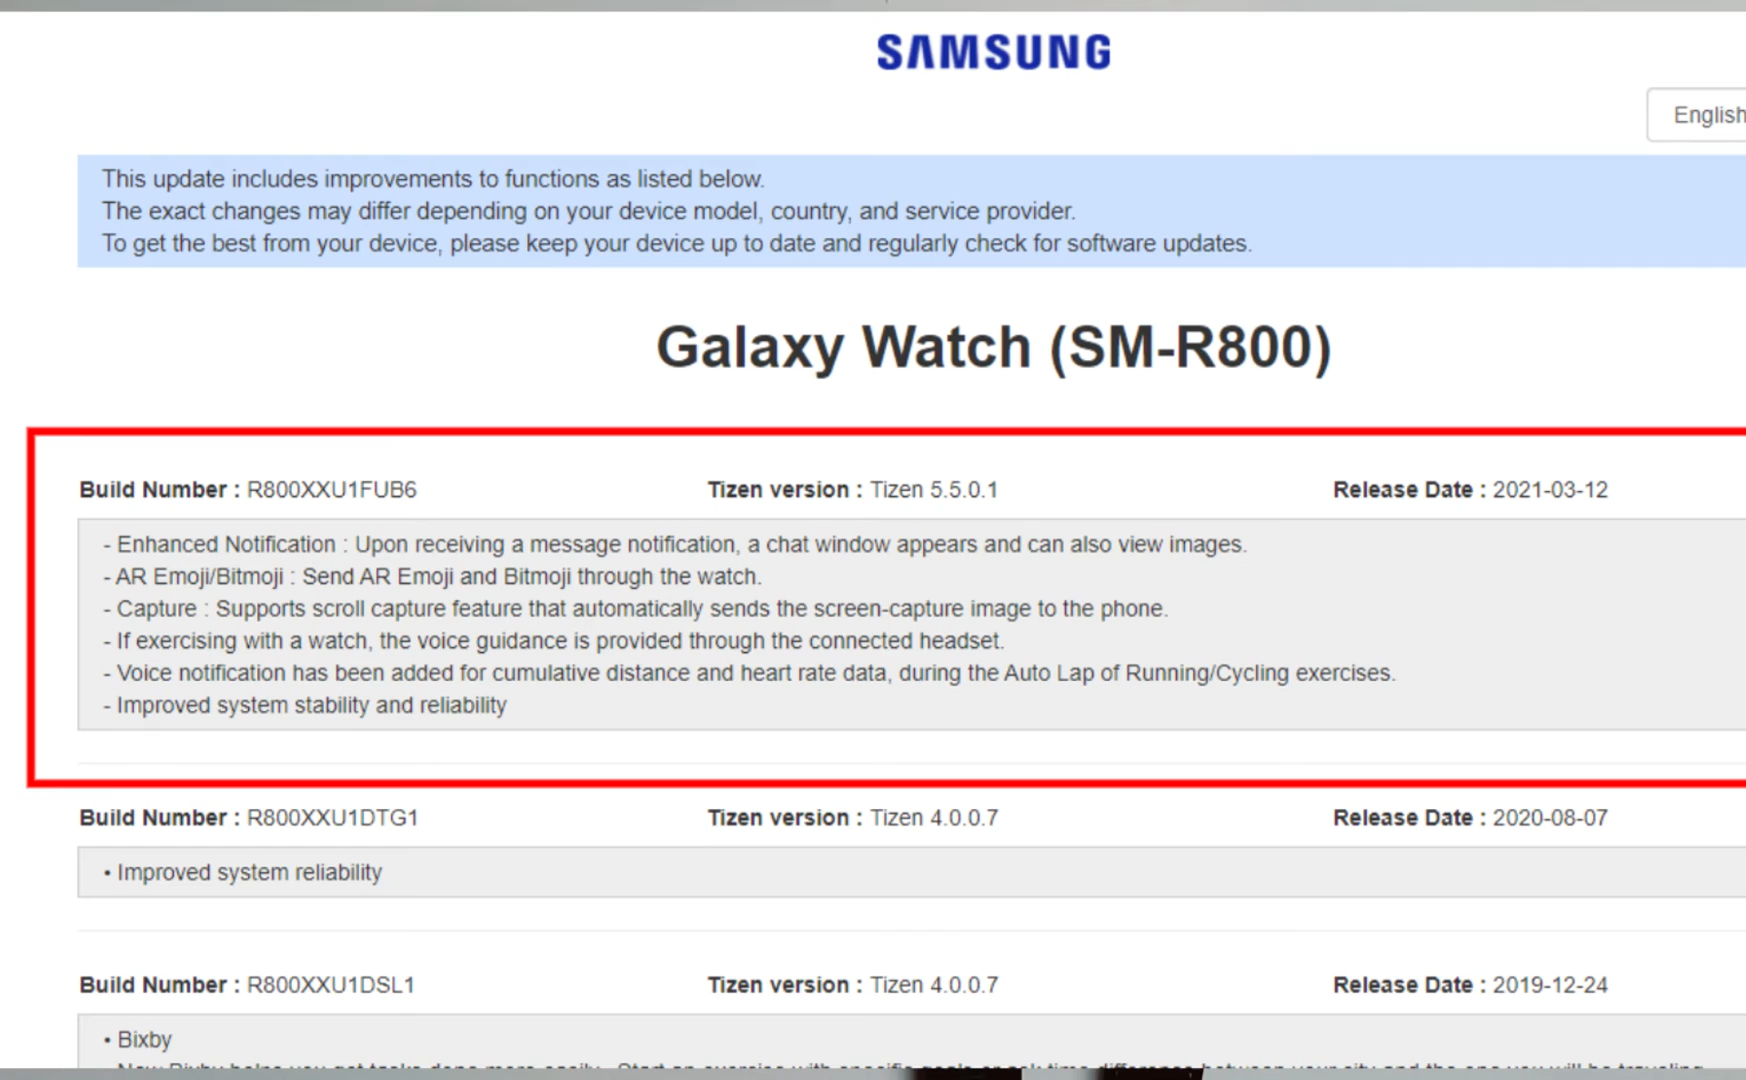 SAMSUNG
English
This update includes improvements to functions as listed below.
The exact changes may differ depending on your device model, country, and service provider.
To get the best from your device, please keep your device up to date and regularly check for software updates.
Galaxy Watch (SM-R800)
Build Number : R800XXU1FUB6 Tizen version : Tizen 5.5.0.1 Release Date : 2021-03-12
- Enhanced Notification : Upon receiving a message notification, a chat window appears and can also view images.
- AR Emoji/Bitmoji : Send AR Emoji and Bitmoji through the watch.
- Capture : Supports scroll capture feature that automatically sends the screen-capture image to the phone.
- If exercising with a watch, the voice guidance is provided through the connected headset.
- Voice notification has been added for cumulative distance and heart rate data, during the Auto Lap of Running/Cycling exercises.
- Improved system stability and reliability
Build Number : R800XXU1DTG1 Tizen version : Tizen 4.0.0.7 Release Date : 2020-08-07
• Improved system reliability
Build Number : R800XXU1DSL1 Tizen version : Tizen 4.0.0.7 Release Date : 2019-12-24
• Bixby